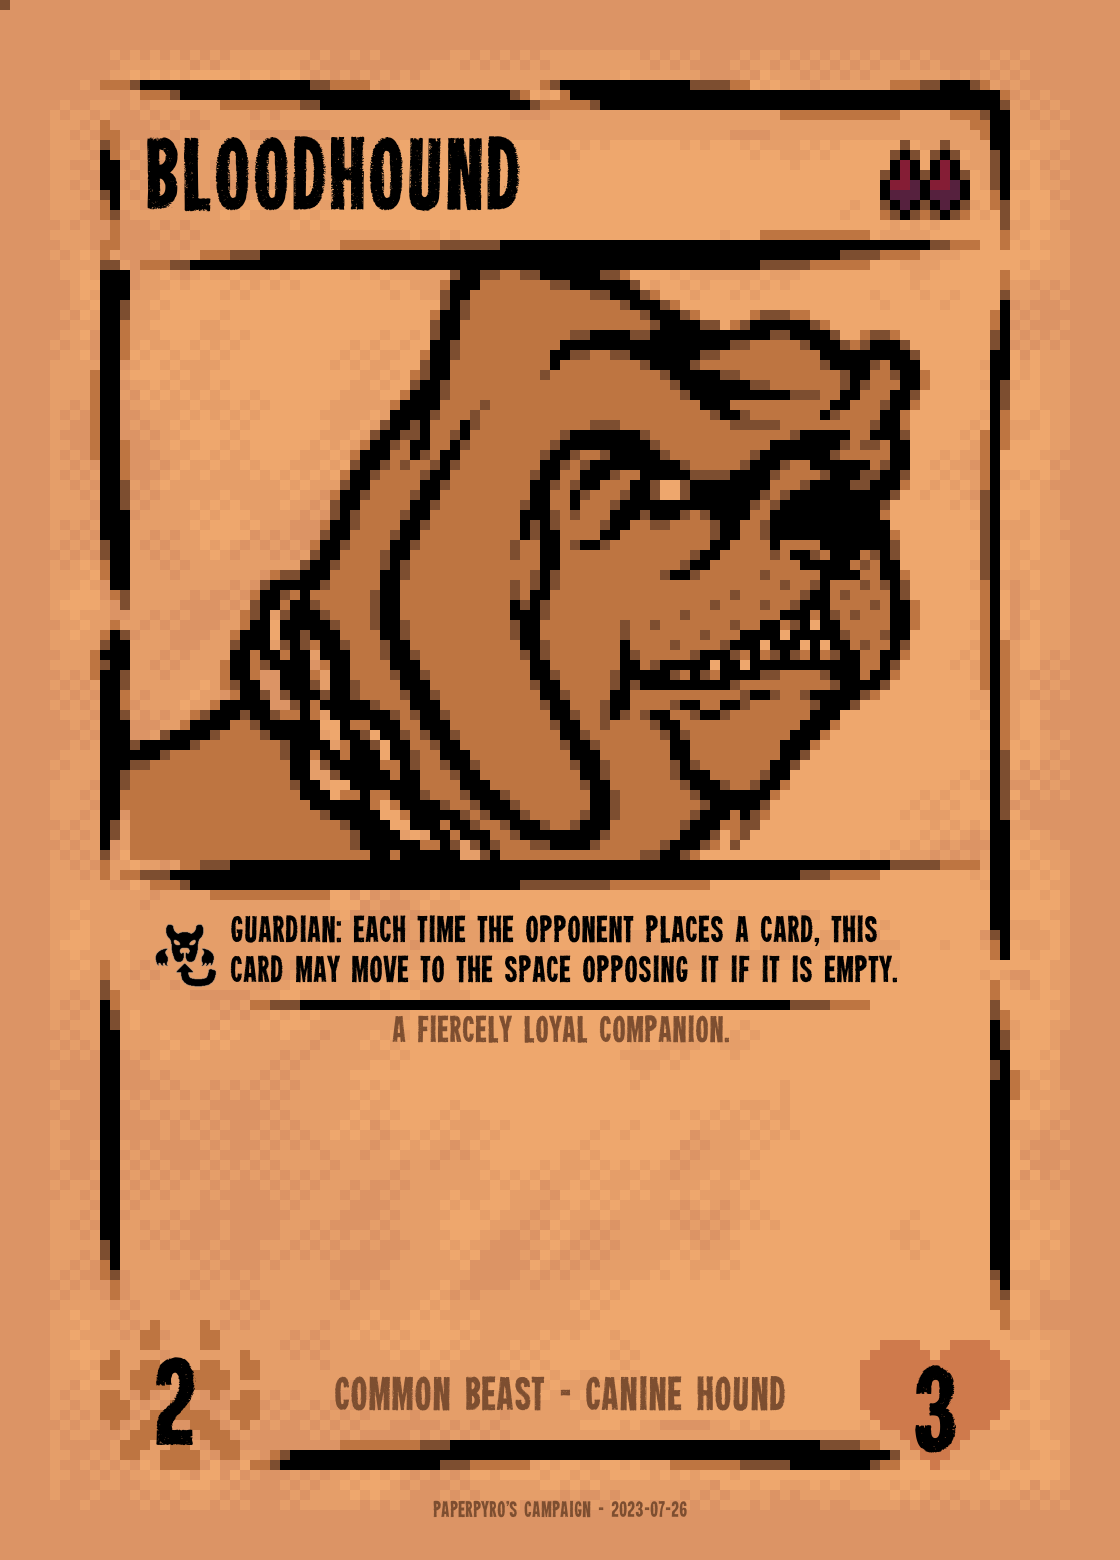 BLOODHOUND
GUARDIAN: EACH TIME THE OPPONENT PLACES A CARD, THIS
CARD MAY MOVE TO THE SPACE OPPOSING IT IF IT IS EMPTY.
A FIERCELY LOYAL COMPANION.
2
COMMON BEAST - CANINE HOUND
3
PAPERPYRO'S CAMPAIGN - 2023-07-26